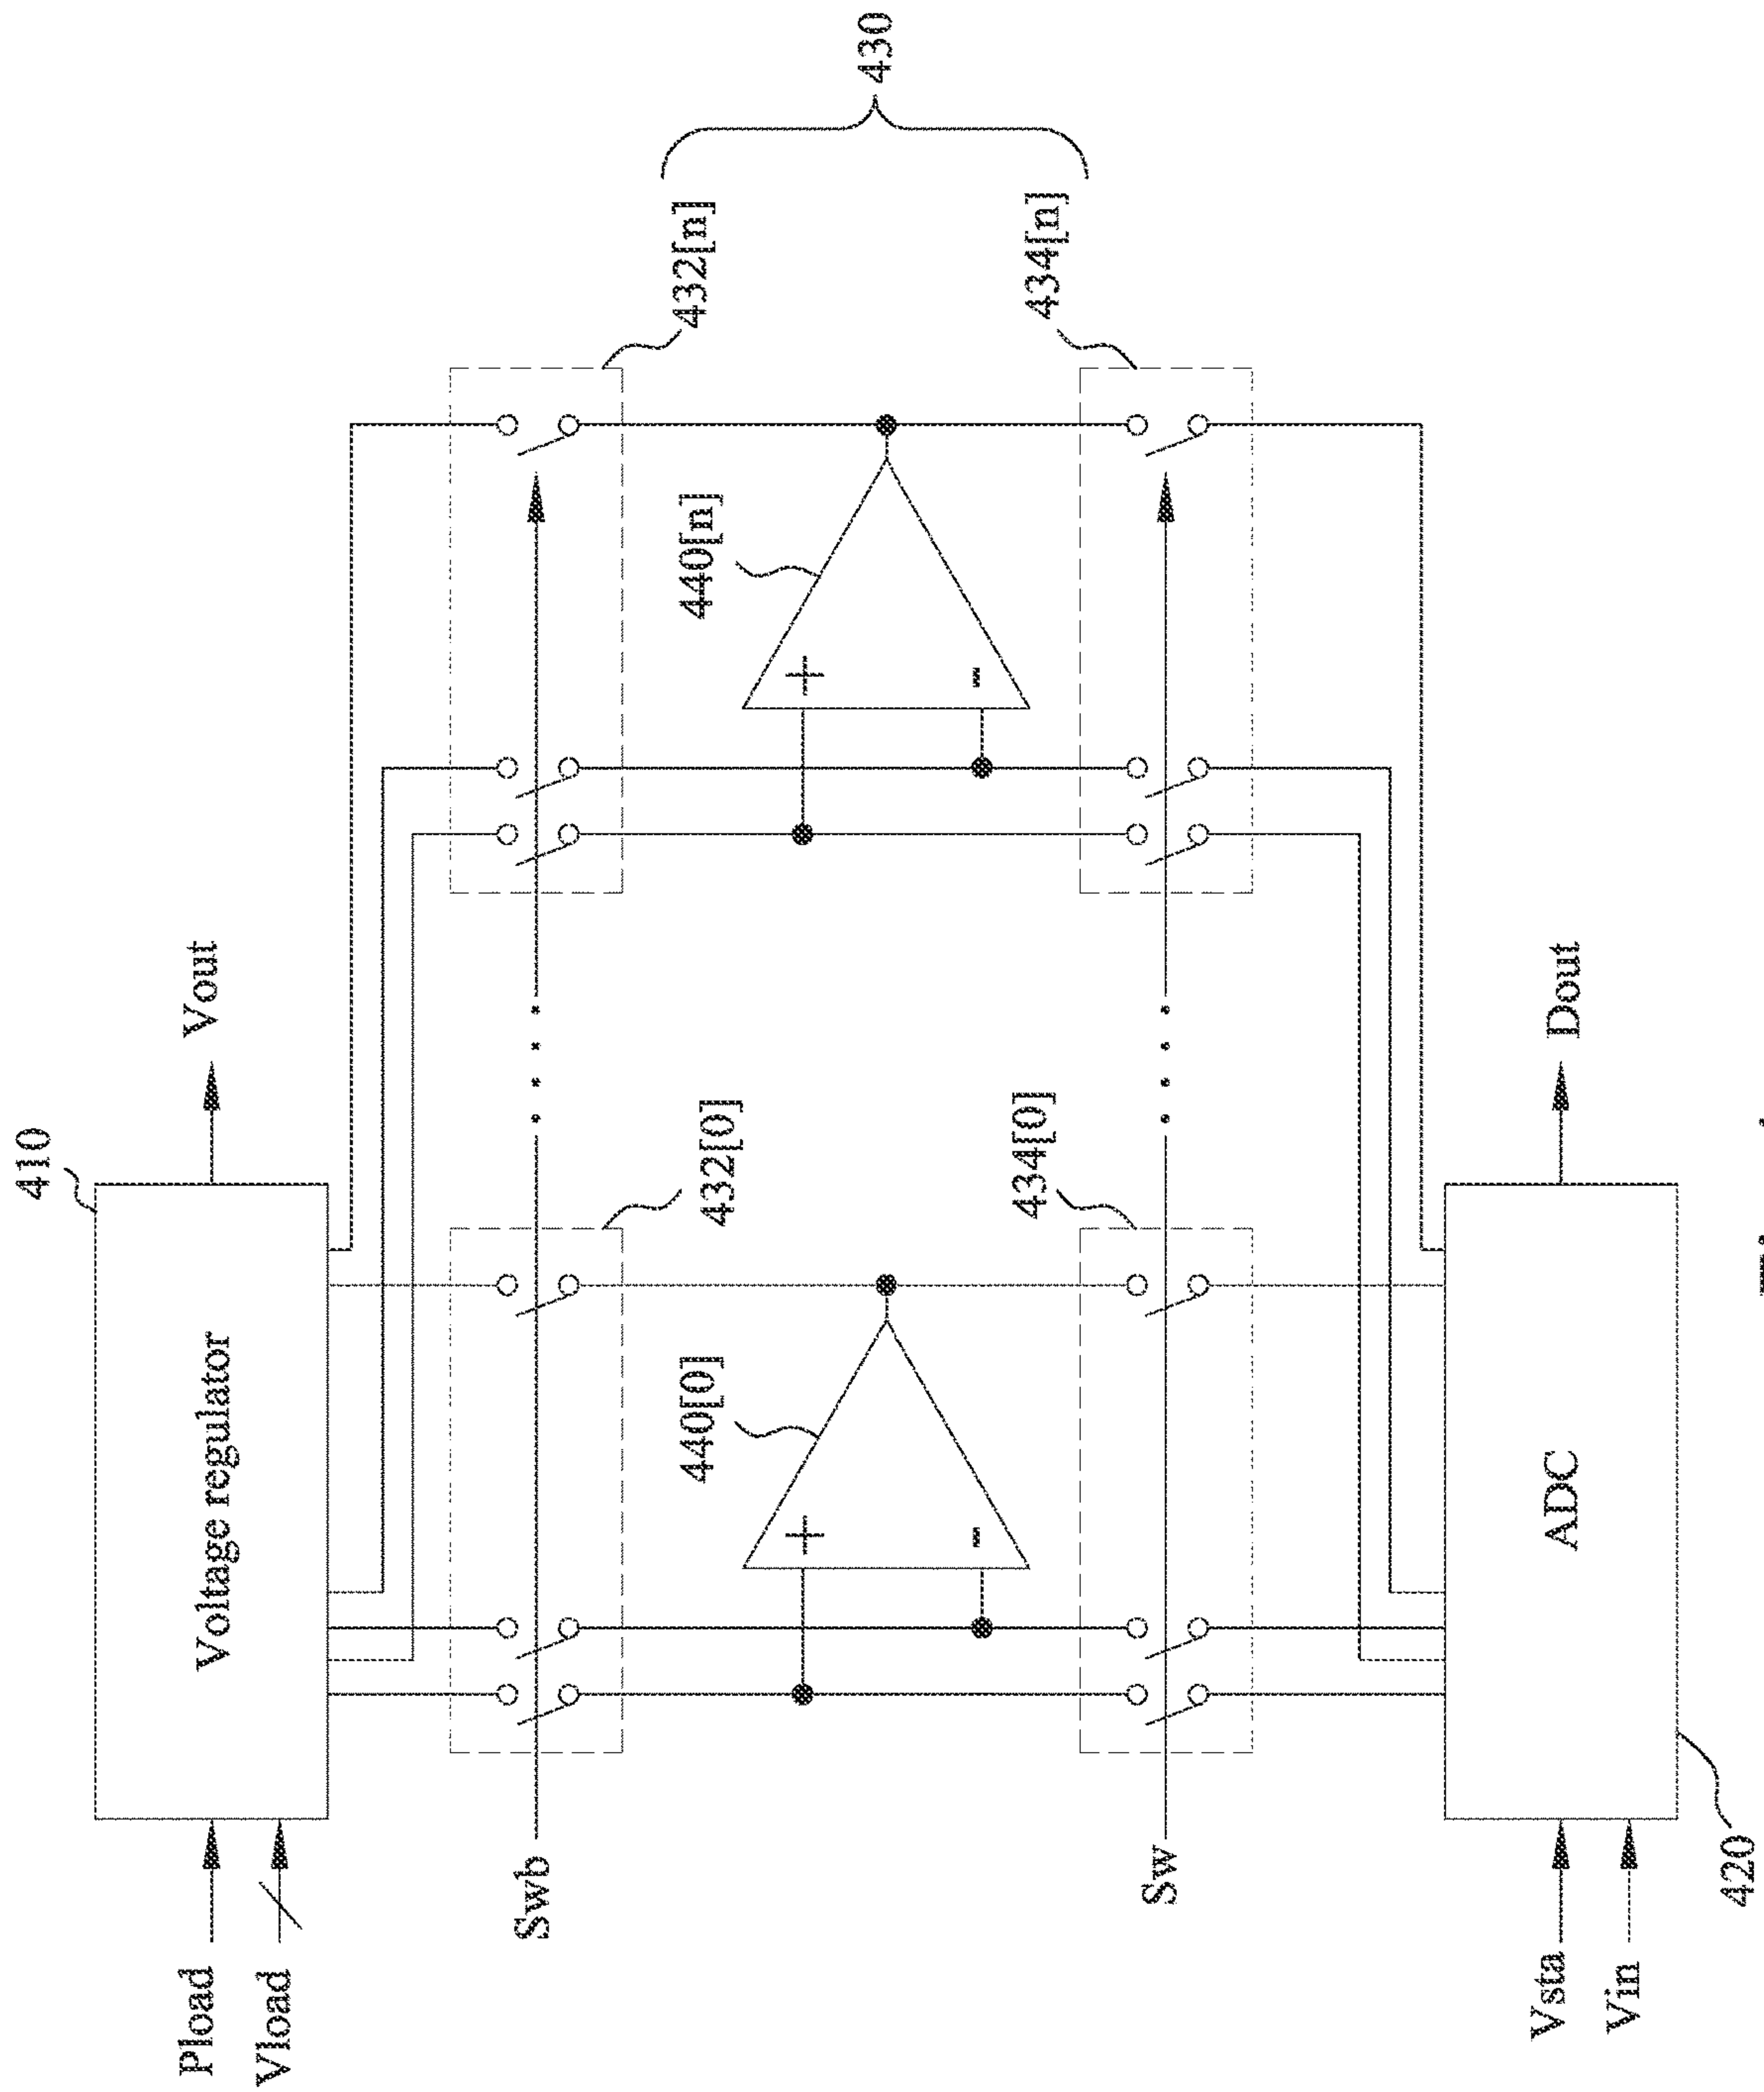 410
Voltage regulator
Pload
Vload
Vout
Swb
432[0]
432[n]
430
440[0]
+
-
440[n]
+
-
434[0]
434[n]
Sw
ADC
Vsta
Vin
Dout
420